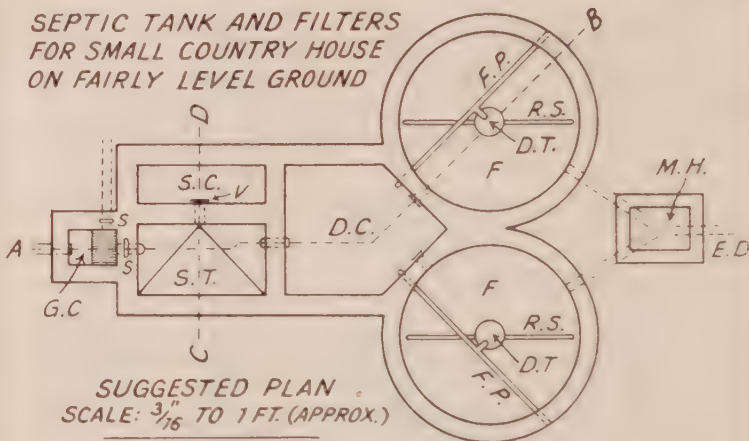 SEPTIC TANK AND FILTERS
FOR SMALL COUNTRY HOUSE
ON FAIRLY LEVEL GROUND
B
F.P.
R.S.
D.T.
F
D
S.C.
V
M.H.
S
D.C.
A
S
S.T.
E.D
G.C
F
R.S.
D.T
F.P.
C
SUGGESTED PLAN
SCALE: 3/16" TO 1 FT. (APPROX.)